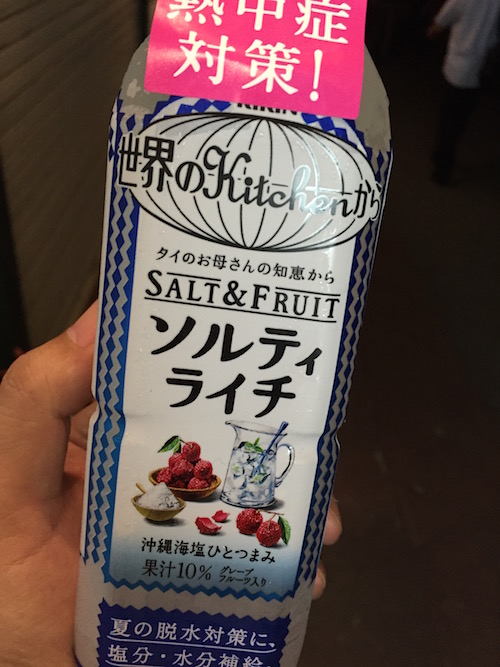 熱中症
対策!
KIRIN
世界のKitchenから
タイのお母さんの知恵から
SALT&FRUIT
ソルティ
ライチ
沖縄海塩ひとつまみ
果汁10% グレープ
フルーツ入り
夏の脱水対策に、
塩分・水分補給